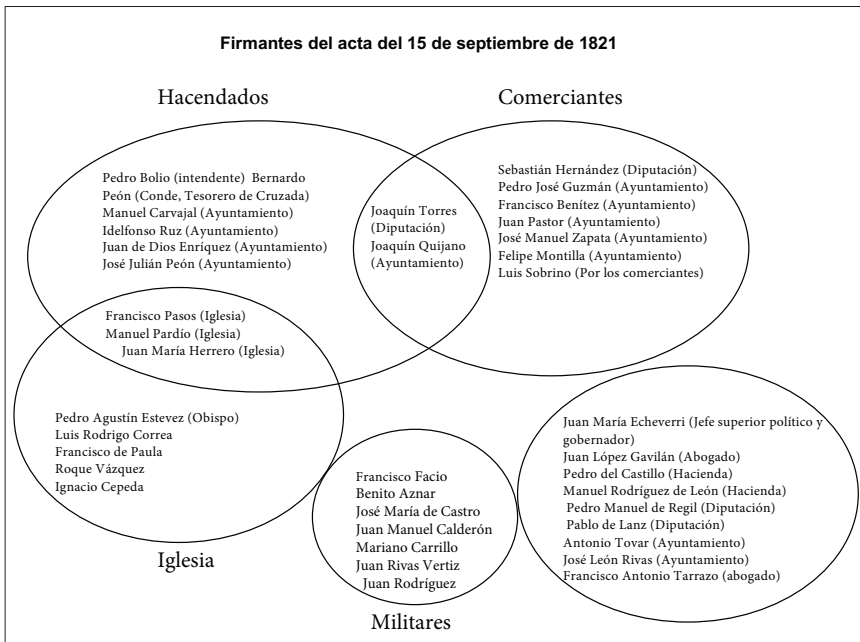 Firmantes del acta del 15 de septiembre de 1821
Hacendados
Comerciantes
Pedro Bolio (intendente) Bernardo
Peón (Conde, Tesorero de Cruzada)
Manuel Carvajal (Ayuntamiento)
Idelfonso Ruz (Ayuntamiento)
Juan de Dios Enríquez (Ayuntamiento)
José Julián Peón (Ayuntamiento)
Joaquín Torres
(Diputación)
Joaquín Quijano
(Ayuntamiento)
Sebastián Hernández (Diputación)
Pedro José Guzmán (Ayuntamiento)
Francisco Benítez (Ayuntamiento)
Juan Pastor (Ayuntamiento)
José Manuel Zapata (Ayuntamiento)
Felipe Montilla (Ayuntamiento)
Luis Sobrino (Por los comerciantes)
Francisco Pasos (Iglesia)
Manuel Pardío (Iglesia)
Juan María Herrero (Iglesia)
Pedro Agustín Estevez (Obispo)
Luis Rodrigo Correa
Francisco de Paula
Roque Vázquez
Ignacio Cepeda
Iglesia
Francisco Facio
Benito Aznar
José María de Castro
Juan Manuel Calderón
Mariano Carrillo
Juan Rivas Vertiz
Juan Rodríguez
Militares
Juan María Echeverri (Jefe superior político y
gobernador)
Juan López Gavilán (Abogado)
Pedro del Castillo (Hacienda)
Manuel Rodríguez de León (Hacienda)
Pedro Manuel de Regil (Diputación)
Pablo de Lanz (Diputación)
Antonio Tovar (Ayuntamiento)
José León Rivas (Ayuntamiento)
Francisco Antonio Tarrazo (abogado)